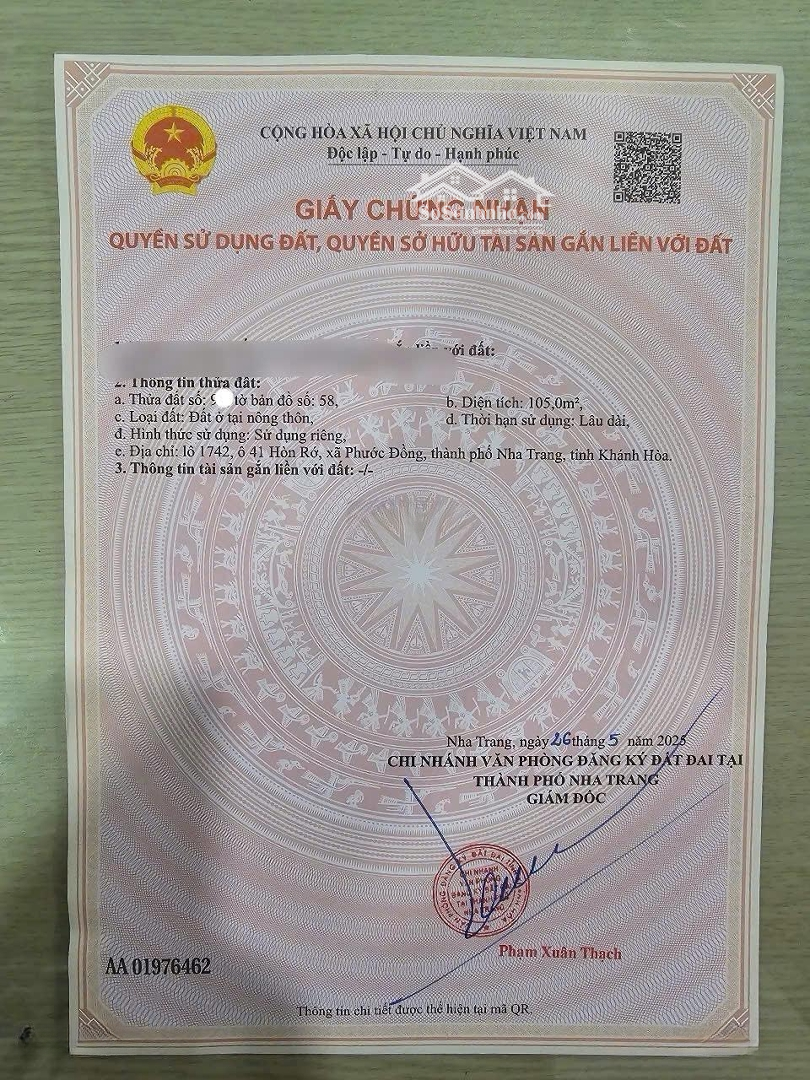 CỘNG HÒA XÃ HỘI CHỦ NGHĨA VIỆT NAM
Độc lập - Tự do - Hạnh phúc
GIẤY CHỨNG NHẬN
QUYỀN SỬ DỤNG ĐẤT, QUYỀN SỞ HỮU TÀI SẢN GẮN LIỀN VỚI ĐẤT
với đất:
2. Thông tin thửa đất:
a. Thửa đất số: tờ bản đồ số: 58, b. Diện tích: 105,0m²,
c. Loại đất: Đất ở tại nông thôn, d. Thời hạn sử dụng: Lâu dài,
đ. Hình thức sử dụng: Sử dụng riêng,
e. Địa chỉ: lô 1742, ô 41 Hòn Rớ, xã Phước Đồng, thành phố Nha Trang, tỉnh Khánh Hòa.
3. Thông tin tài sản gắn liền với đất: -/-
Nha Trang, ngày 26 tháng 5 năm 2025
CHI NHÁNH VĂN PHÒNG ĐĂNG KÝ ĐẤT ĐAI TẠI
THÀNH PHỐ NHA TRANG
GIÁM ĐỐC
Phạm Xuân Thạch
AA 01976462
Thông tin chi tiết được thể hiện tại mã QR.